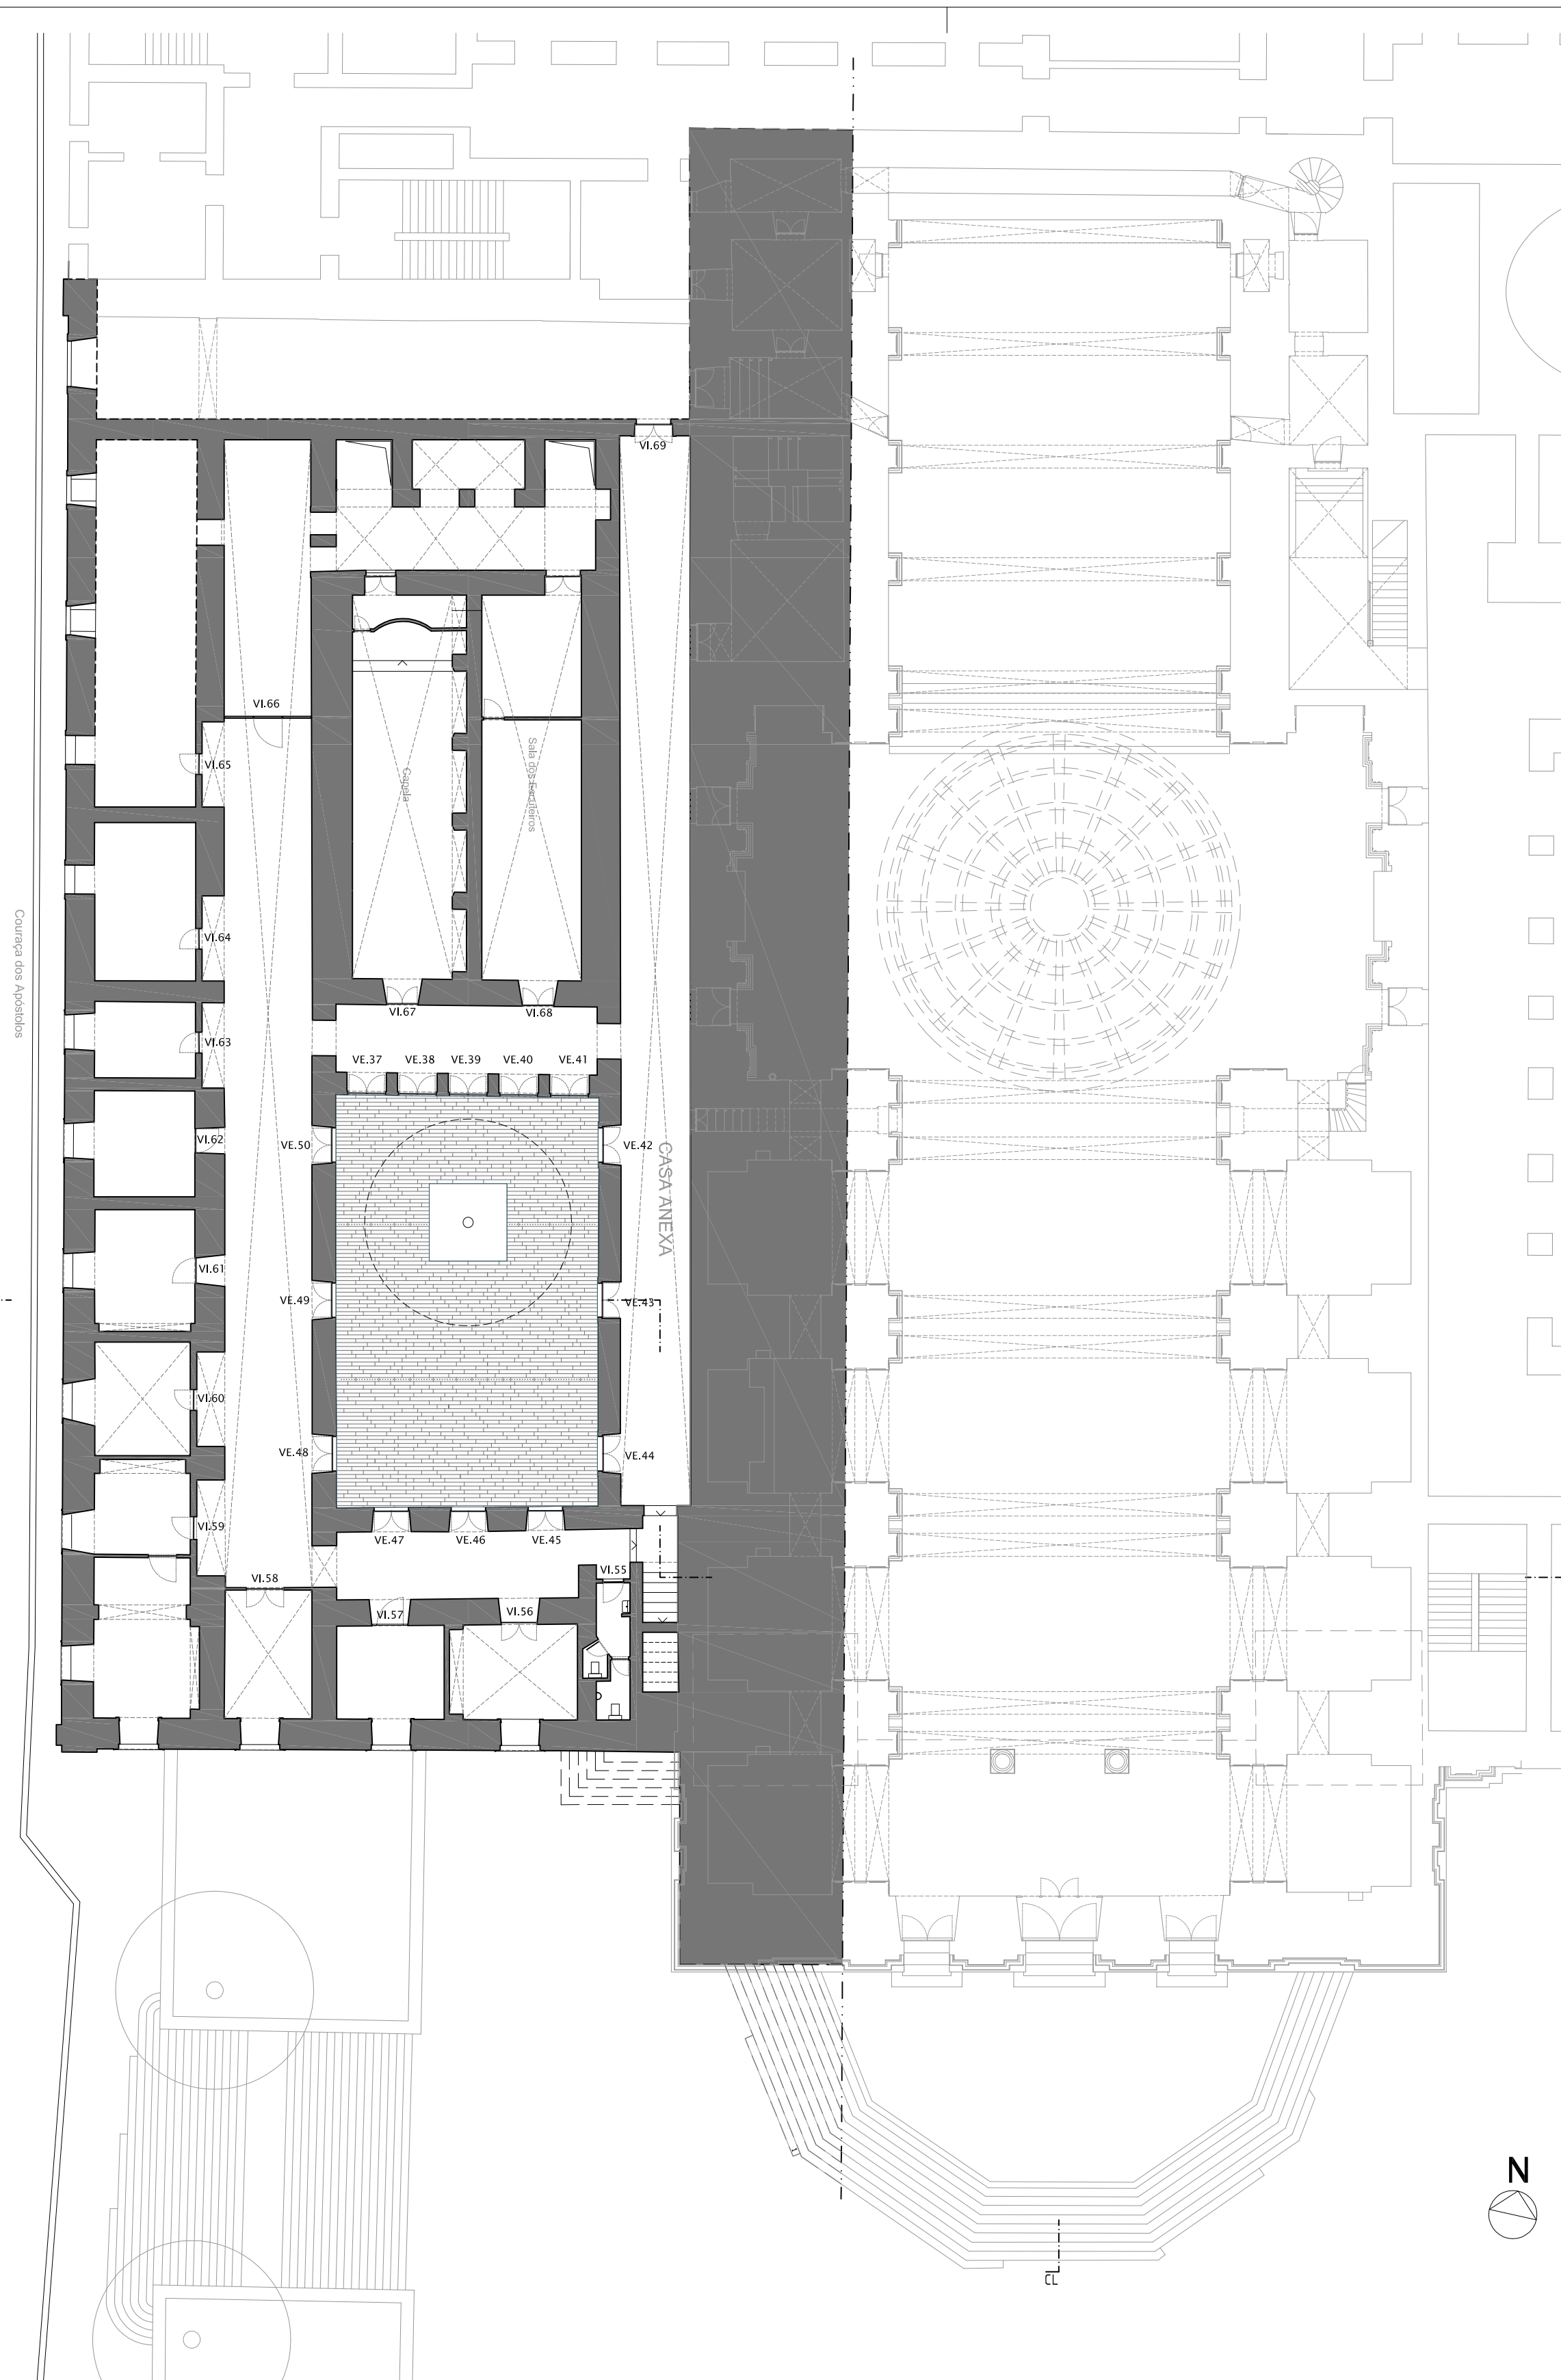 VI.69
VI.66
VI.65
Capela
Sala dos Passileiros
VI.64
Couraça dos Apóstolos
VI.67
VI.68
VI.63
VE.37
VE.38
VE.39
VE.40
VE.41
VI.62
VE.50
VE.42
CASA ANEXA
VI.61
VE.49
VE.43
VI.60
VE.48
VE.44
VI.59
VE.47
VE.46
VE.45
VI.58
VI.55
VI.57
VI.56
N
CL